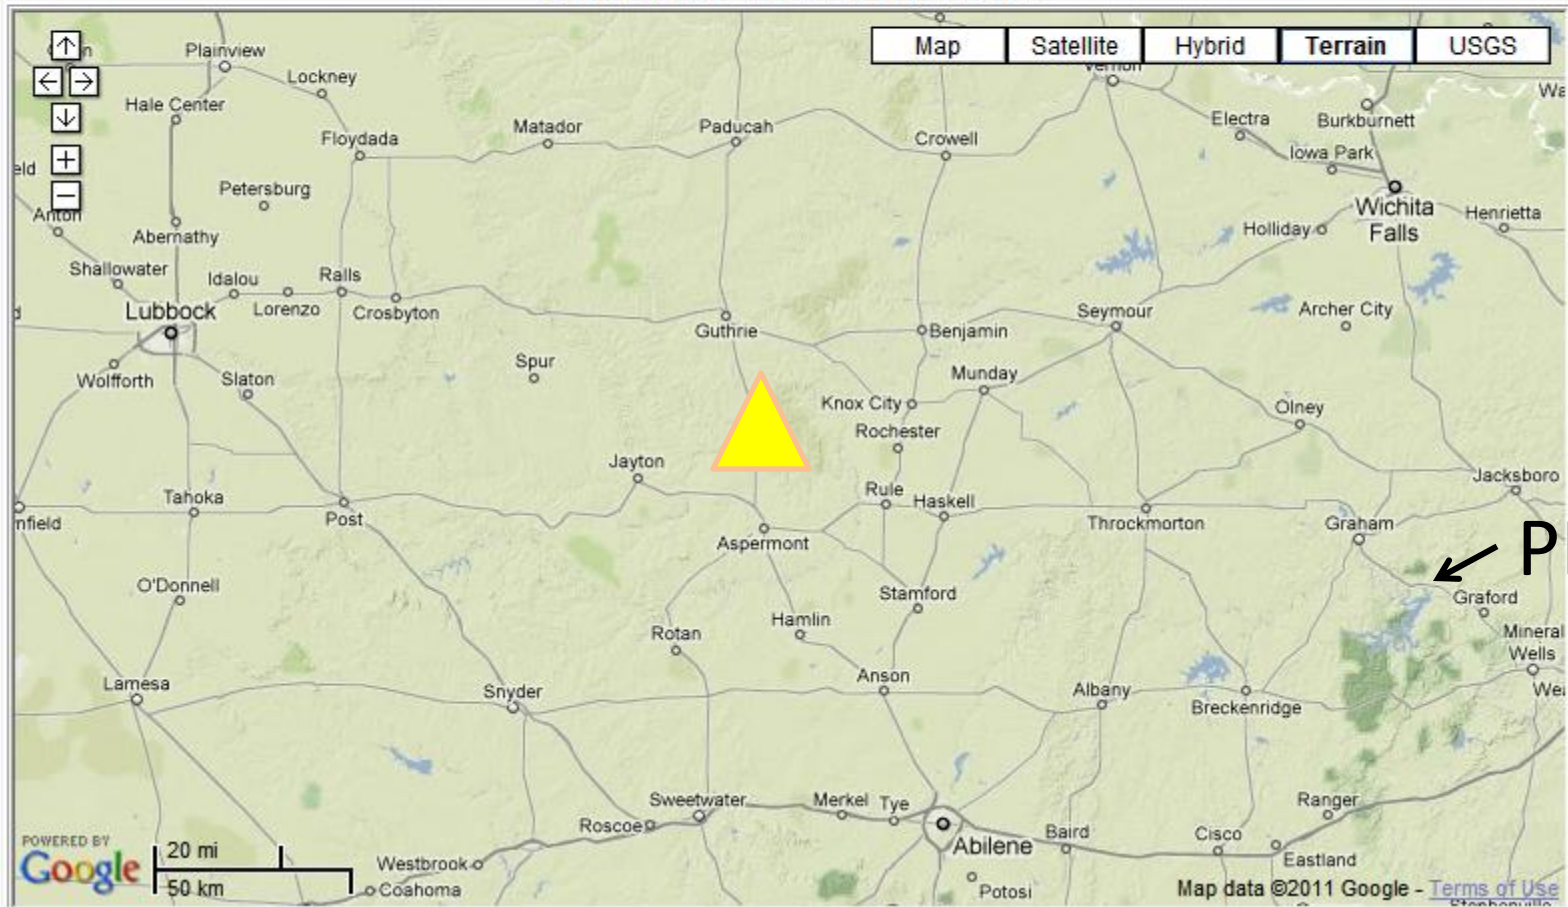 Map Satellite Hybrid Terrain USGS
Plainview
Lockney
Vernon
Hale Center
Burkburnett
Electra
Matador
Paducah
Crowell
Floydada
Iowa Park
Petersburg
Anton
Wichita
Falls
Henrietta
Holliday
Abernathy
Shallowater
Idalou
Ralls
Lubbock
Lorenzo
Crosbyton
Seymour
Archer City
Guthrie
Benjamin
Spur
Wolfforth
Slaton
Munday
Knox City
Olney
Rochester
Jayton
Jacksboro
Rule
Haskell
Tahoka
Post
nfield
Throckmorton
Graham
Aspermont
P
O'Donnell
Stamford
Graford
Hamlin
Rotan
Mineral
Wells
Lamesa
Snyder
Anson
Albany
Breckenridge
Sweetwater
Merkel
Tye
Ranger
Roscoe
Baird
Cisco
Abilene
Eastland
POWERED BY
Google
20 mi
50 km
Westbrook
Coahoma
Potosi
Map data ©2011 Google - Terms of Use